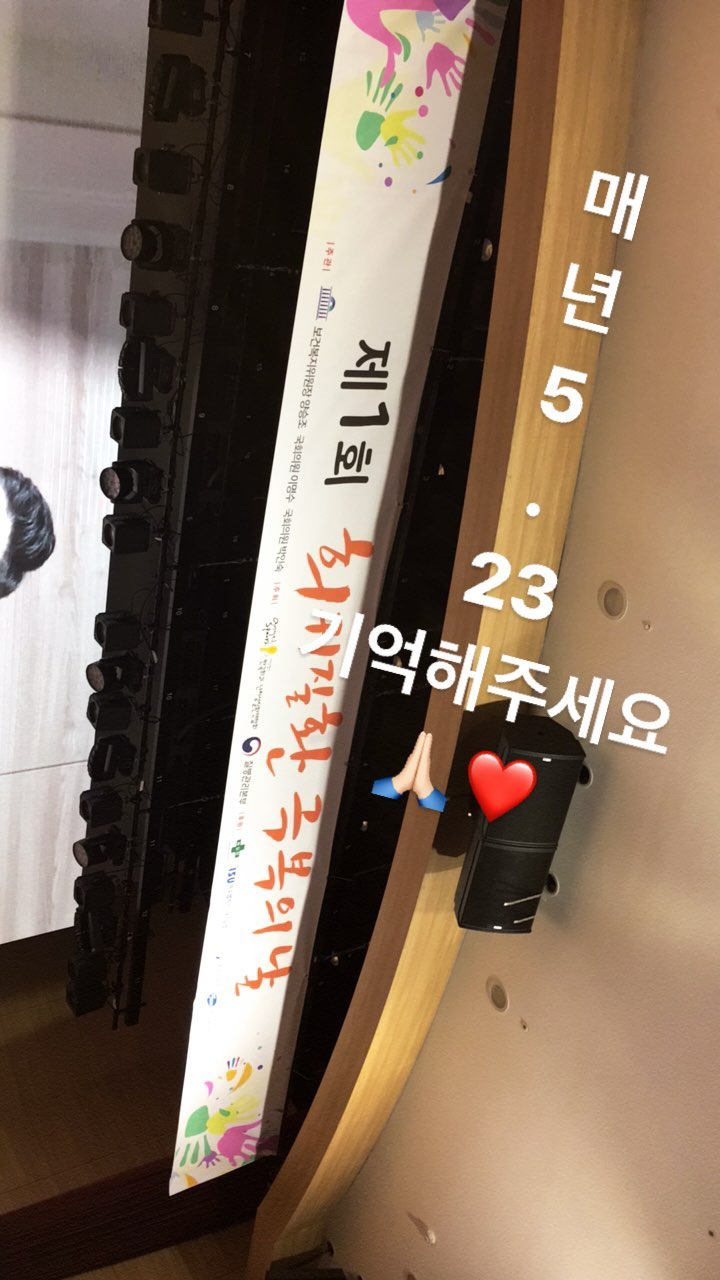 매
년
5
.
23
기억해주세요
제1회
희귀질환 극복의 날
|주관|
보건복지위원장 양승조 국회의원 이명수 국회의원 박인숙
|주최|
질병관리본부
|후원|
ISU